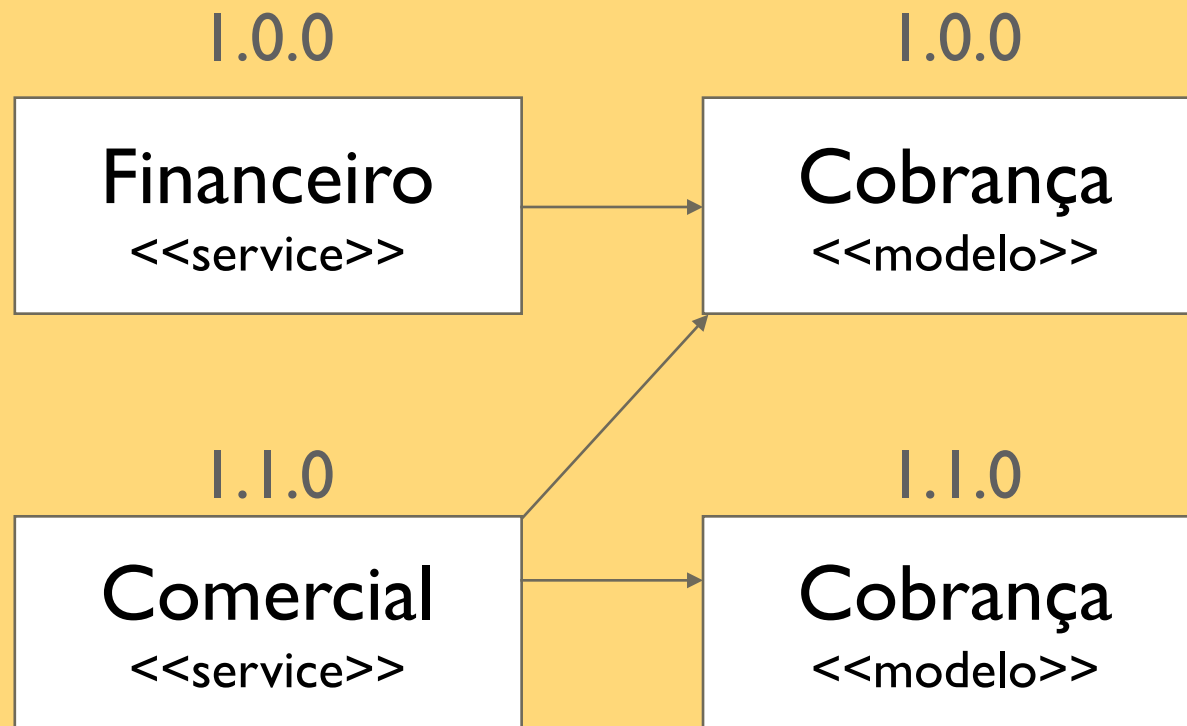 1.0.0
1.0.0
Financeiro
<<service>>
Cobrança
<<modelo>>
1.1.0
1.1.0
Comercial
<<service>>
Cobrança
<<modelo>>